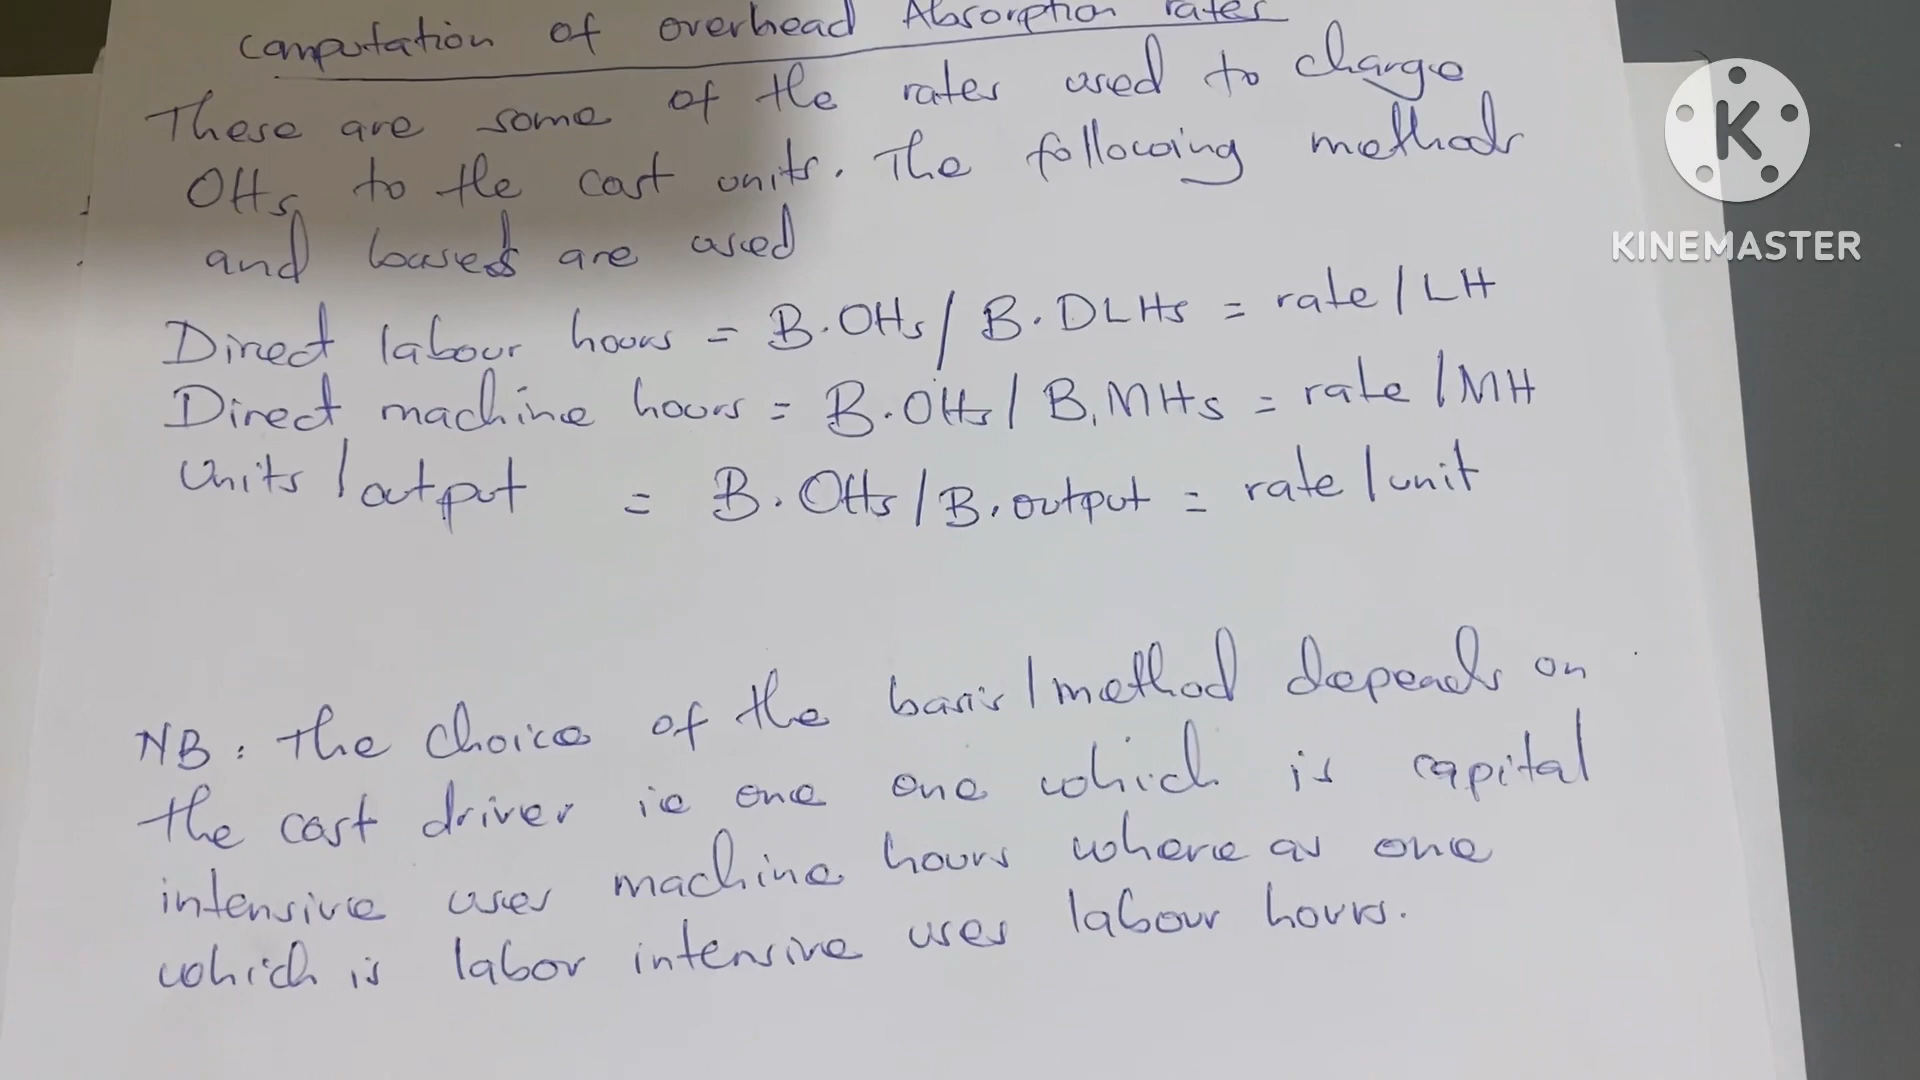 Computation of overhead Absorption rates
These are some of the rates used to charge
OHs to the cost units. The following methods
and bases are used
Direct labour hours = B.OHs / B.DLHs = rate / LH
Direct machine hours = B.OHs / B.MHs = rate / MH
Units / output = B.OHs / B.output = rate / unit
NB: The choice of the basis / method depends on
the cost driver ie one one which is capital
intensive uses machine hours where as one
which is labor intensive uses labour hours.
K
KINEMASTER